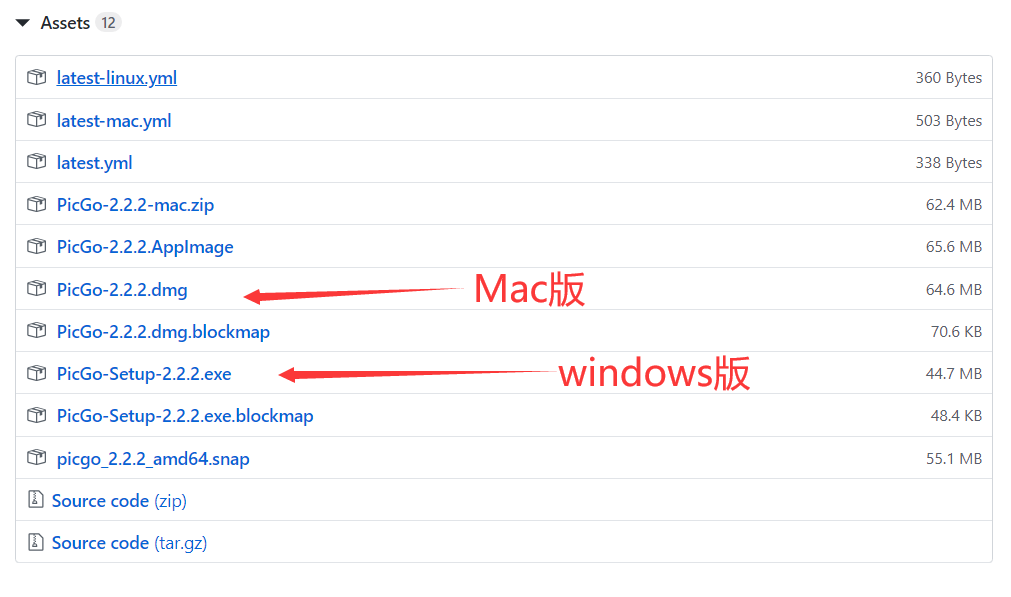 Assets 12
latest-linux.yml 360 Bytes
latest-mac.yml 503 Bytes
latest.yml 338 Bytes
PicGo-2.2.2-mac.zip 62.4 MB
PicGo-2.2.2.AppImage 65.6 MB
PicGo-2.2.2.dmg Mac版 64.6 MB
PicGo-2.2.2.dmg.blockmap 70.6 KB
PicGo-Setup-2.2.2.exe windows版 44.7 MB
PicGo-Setup-2.2.2.exe.blockmap 48.4 KB
picgo_2.2.2_amd64.snap 55.1 MB
Source code (zip)
Source code (tar.gz)